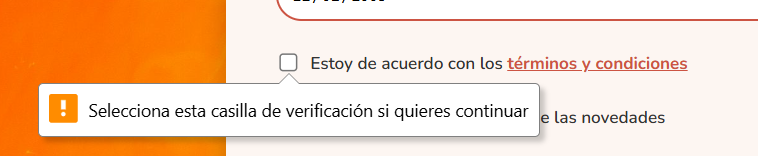 Estoy de acuerdo con los términos y condiciones
Selecciona esta casilla de verificación si quieres continuar
e las novedades